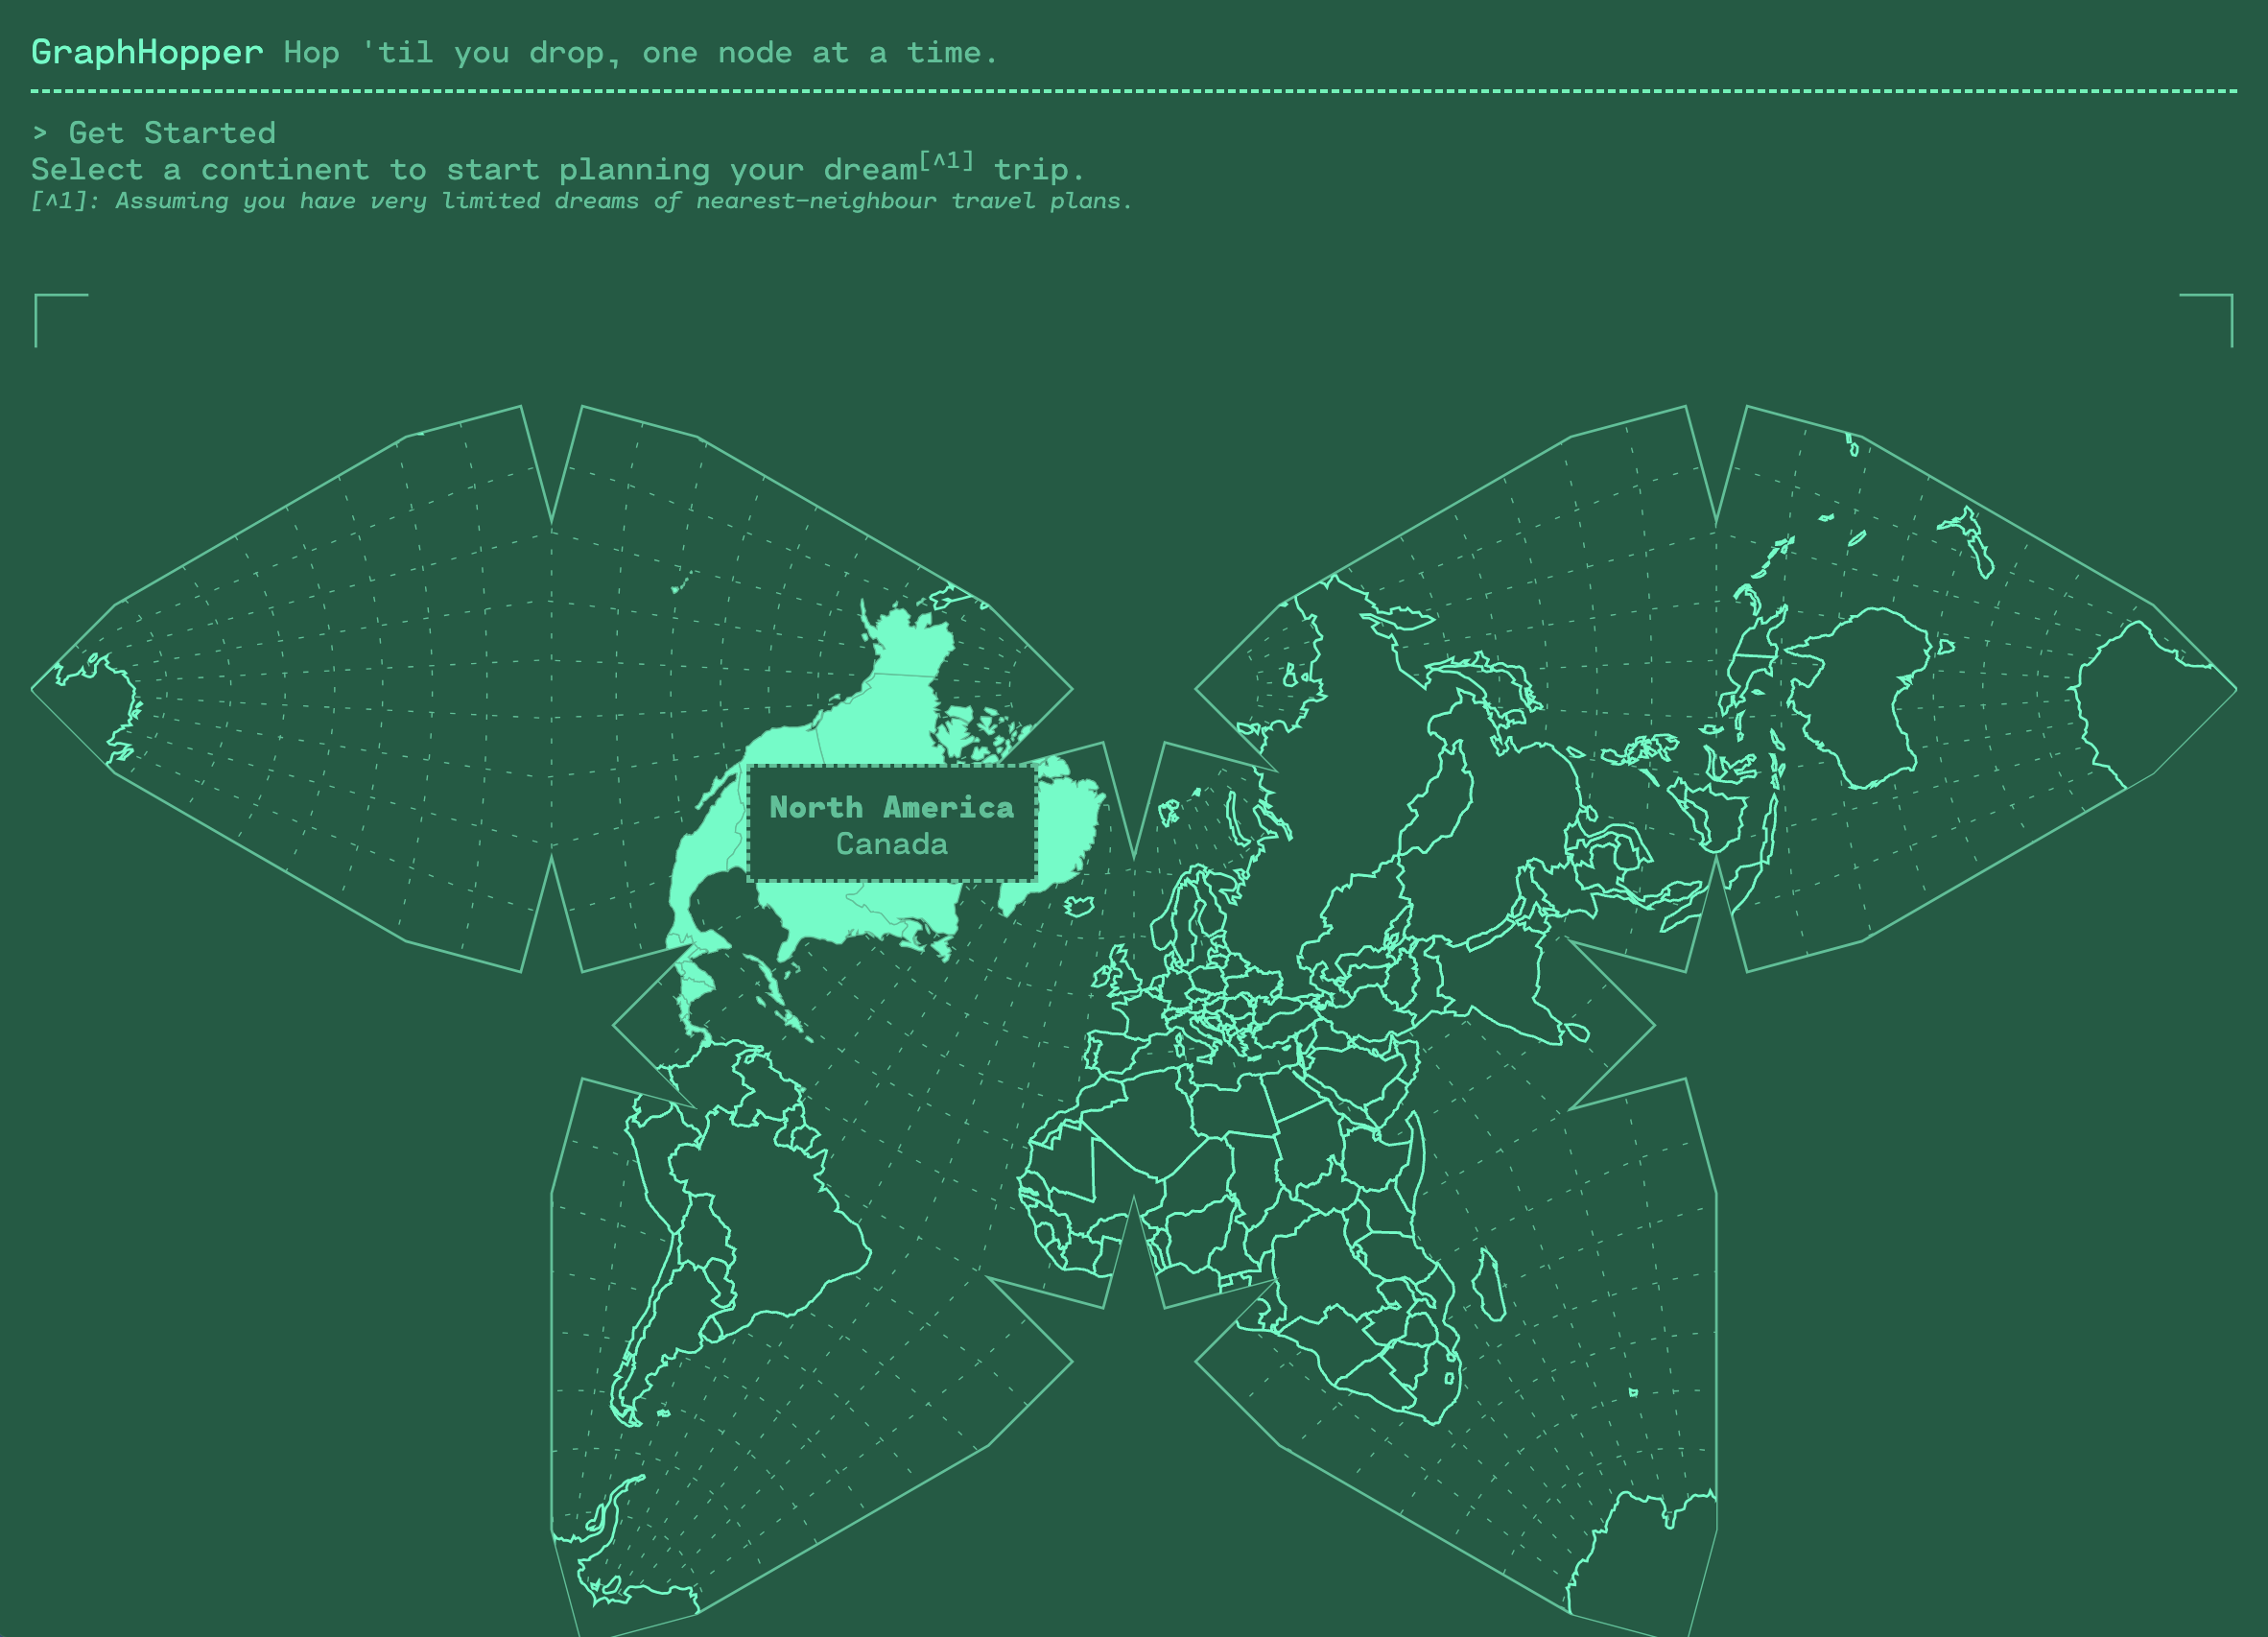 GraphHopper Hop 'til you drop, one node at a time.
> Get Started
Select a continent to start planning your dream[^1] trip.
[^1]: Assuming you have very limited dreams of nearest-neighbour travel plans.
North America
Canada